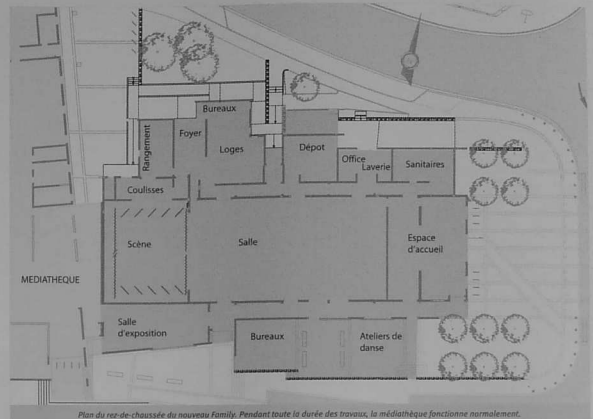 Bureaux
Rangement
Foyer
Loges
Dépot
Office
Laverie
Sanitaires
Coulisses
Scène
Salle
Espace
d'accueil
MEDIATHEQUE
Salle
d'exposition
Bureaux
Ateliers de
danse
Plan du rez-de-chaussée du nouveau Family. Pendant toute la durée des travaux, la médiathèque fonctionne normalement.